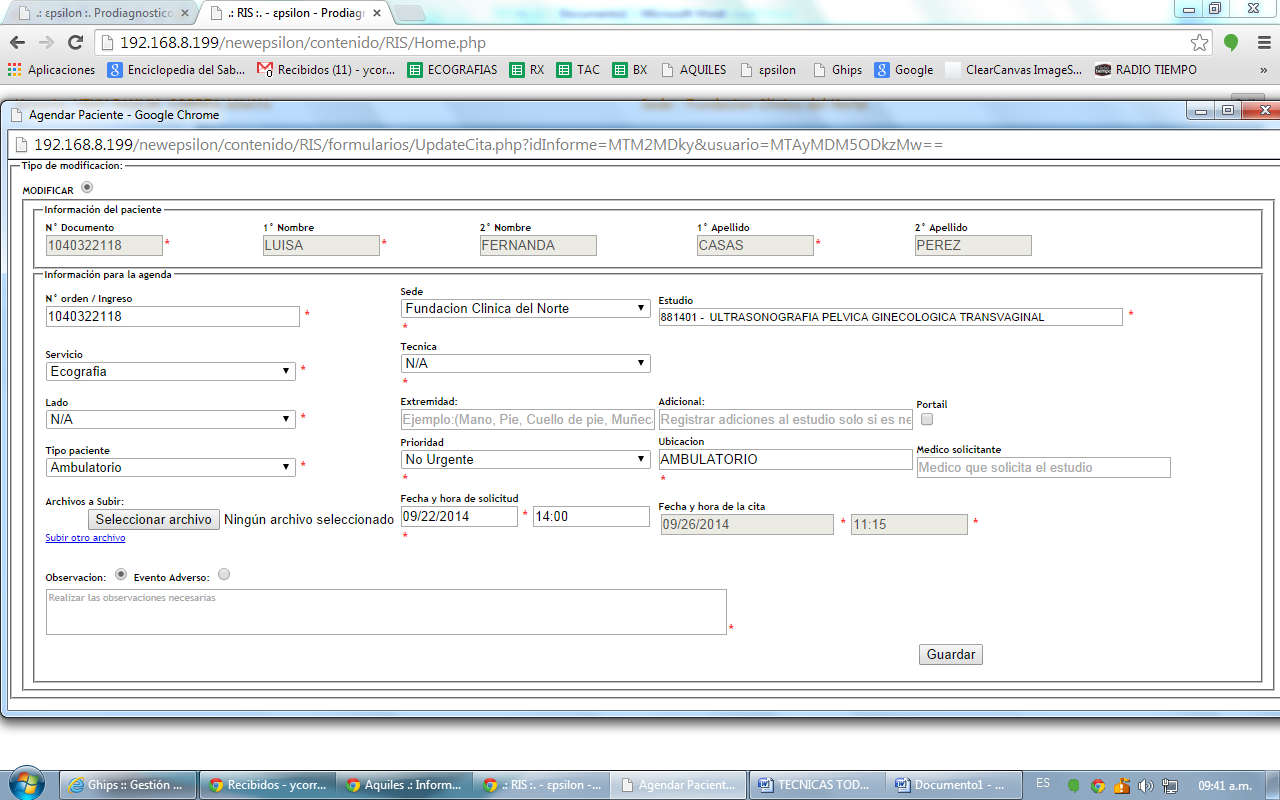 .: εpsilon :. Prodiagnostico
.: RIS :. - εpsilon - Prodiag
192.168.8.199/newepsilon/contenido/RIS/Home.php
Aplicaciones Enciclopedia del Sab... Recibidos (11) - ycor... ECOGRAFIAS RX TAC BX AQUILES εpsilon Ghips Google ClearCanvas ImageS... RADIO TIEMPO »
Agendar Paciente - Google Chrome
192.168.8.199/newepsilon/contenido/RIS/formularios/UpdateCita.php?idInforme=MTM2MDky&usuario=MTAyMDM5ODkzMw==
Tipo de modificacion:
MODIFICAR
Información del paciente
N° Documento 1° Nombre 2° Nombre 1° Apellido 2° Apellido
1040322118 * LUISA * FERNANDA CASAS * PEREZ
Información para la agenda
N° orden / Ingreso Sede Estudio
1040322118 * Fundacion Clinica del Norte * 881401 - ULTRASONOGRAFIA PELVICA GINECOLOGICA TRANSVAGINAL *
Servicio Tecnica
Ecografia * N/A *
Lado Extremidad: Adicional: Portail
N/A * Ejemplo:(Mano, Pie, Cuello de pie, Muñeca Registrar adiciones al estudio solo si es ne
Tipo paciente Prioridad Ubicacion Medico solicitante
Ambulatorio * No Urgente * AMBULATORIO * Medico que solicita el estudio
Archivos a Subir: Fecha y hora de solicitud Fecha y hora de la cita
Seleccionar archivo Ningún archivo seleccionado 09/22/2014 * 14:00 * 09/26/2014 * 11:15 *
Subir otro archivo
Observacion: Evento Adverso:
Realizar las observaciones necesarias
*
Guardar
Ghips :: Gestión ... Recibidos - ycorr... Aquiles .: Inform... .: RIS :. - εpsilon -... Agendar Pacient... TECNICAS TOD... Documento1 - ... ES 09:41 a.m.